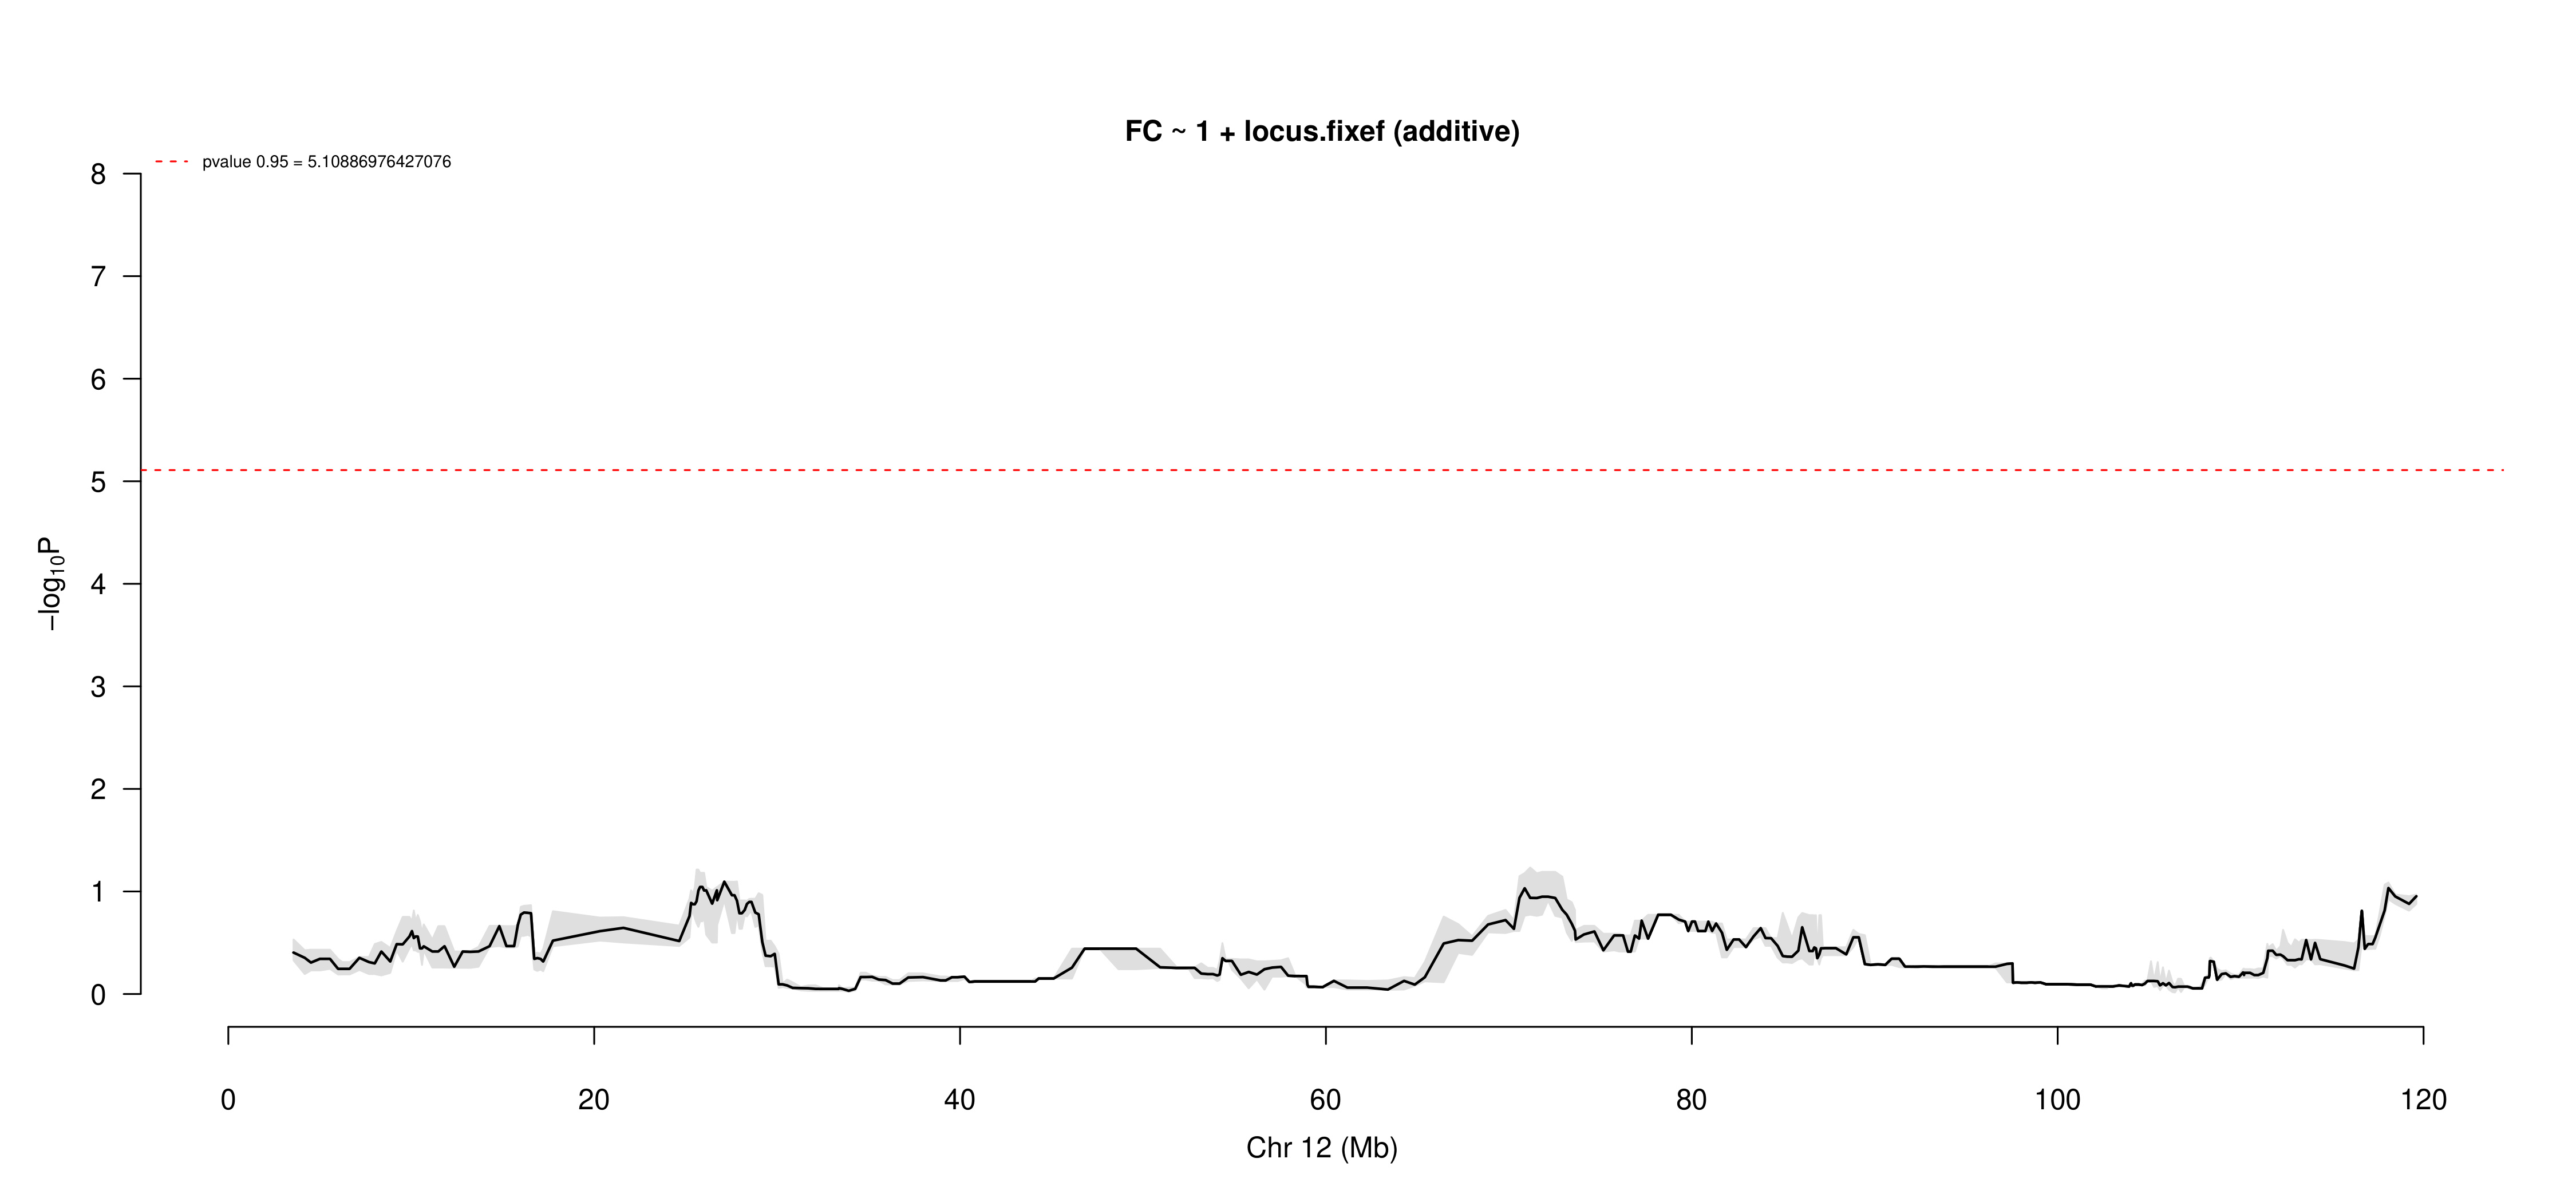 FC ~ 1 + locus.fixef (additive)
pvalue 0.95 = 5.10886976427076
8
7
6
5
4
3
2
1
0
−log10P
0 20 40 60 80 100 120
Chr 12 (Mb)